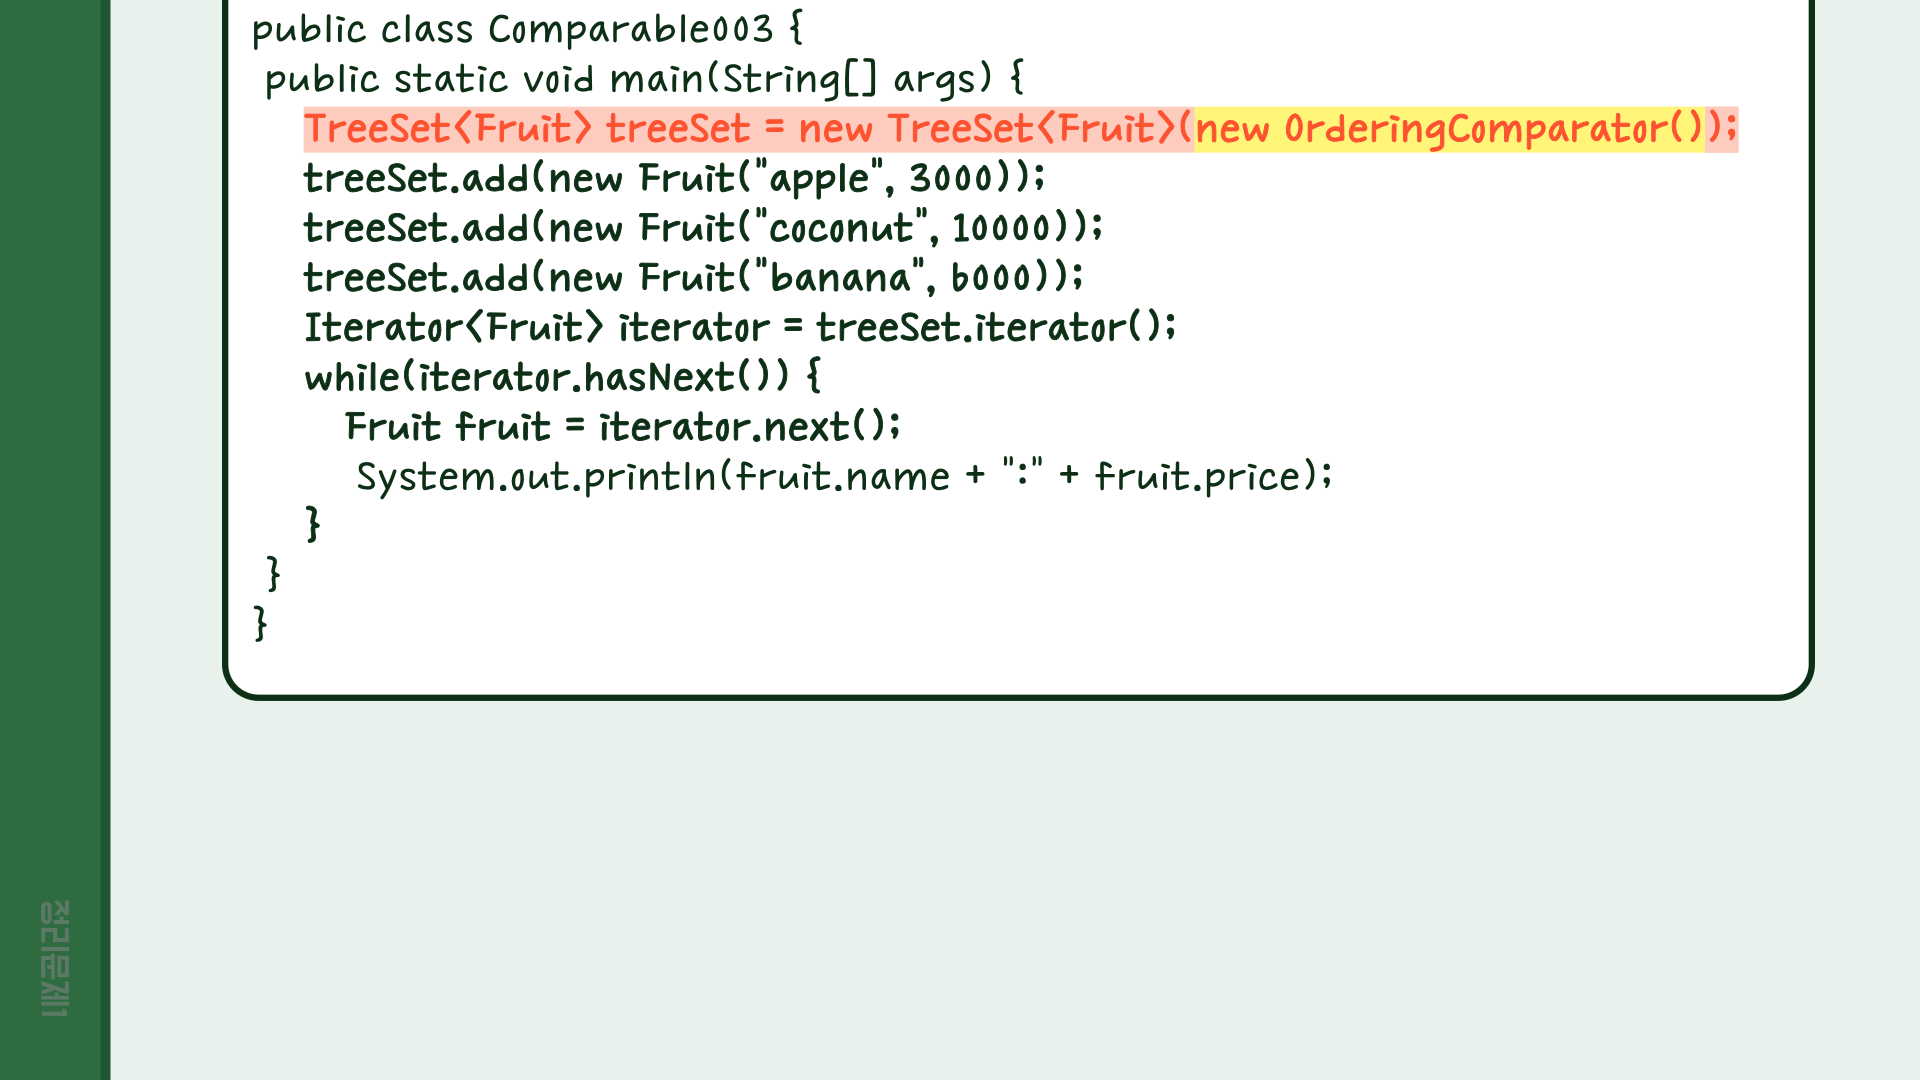 public class Comparable003 {
public static void main(String[] args) {
TreeSet<Fruit> treeSet = new TreeSet<Fruit>(new OrderingComparator());
treeSet.add(new Fruit("apple", 3000));
treeSet.add(new Fruit("coconut", 10000));
treeSet.add(new Fruit("banana", b000));
Iterator<Fruit> iterator = treeSet.iterator();
while(iterator.hasNext()) {
Fruit fruit = iterator.next();
System.out.println(fruit.name + ":" + fruit.price);
}
}
}
정리문제1